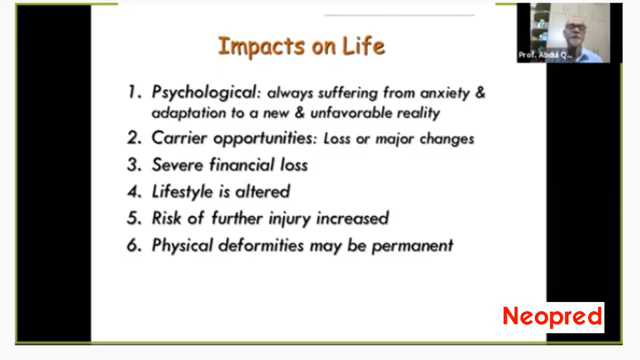 Impacts on Life
Prof. Abdul Q...
1. Psychological: always suffering from anxiety &
adaptation to a new & unfavorable reality
2. Carrier opportunities: Loss or major changes
3. Severe financial loss
4. Lifestyle is altered
5. Risk of further injury increased
6. Physical deformities may be permanent
Neopred